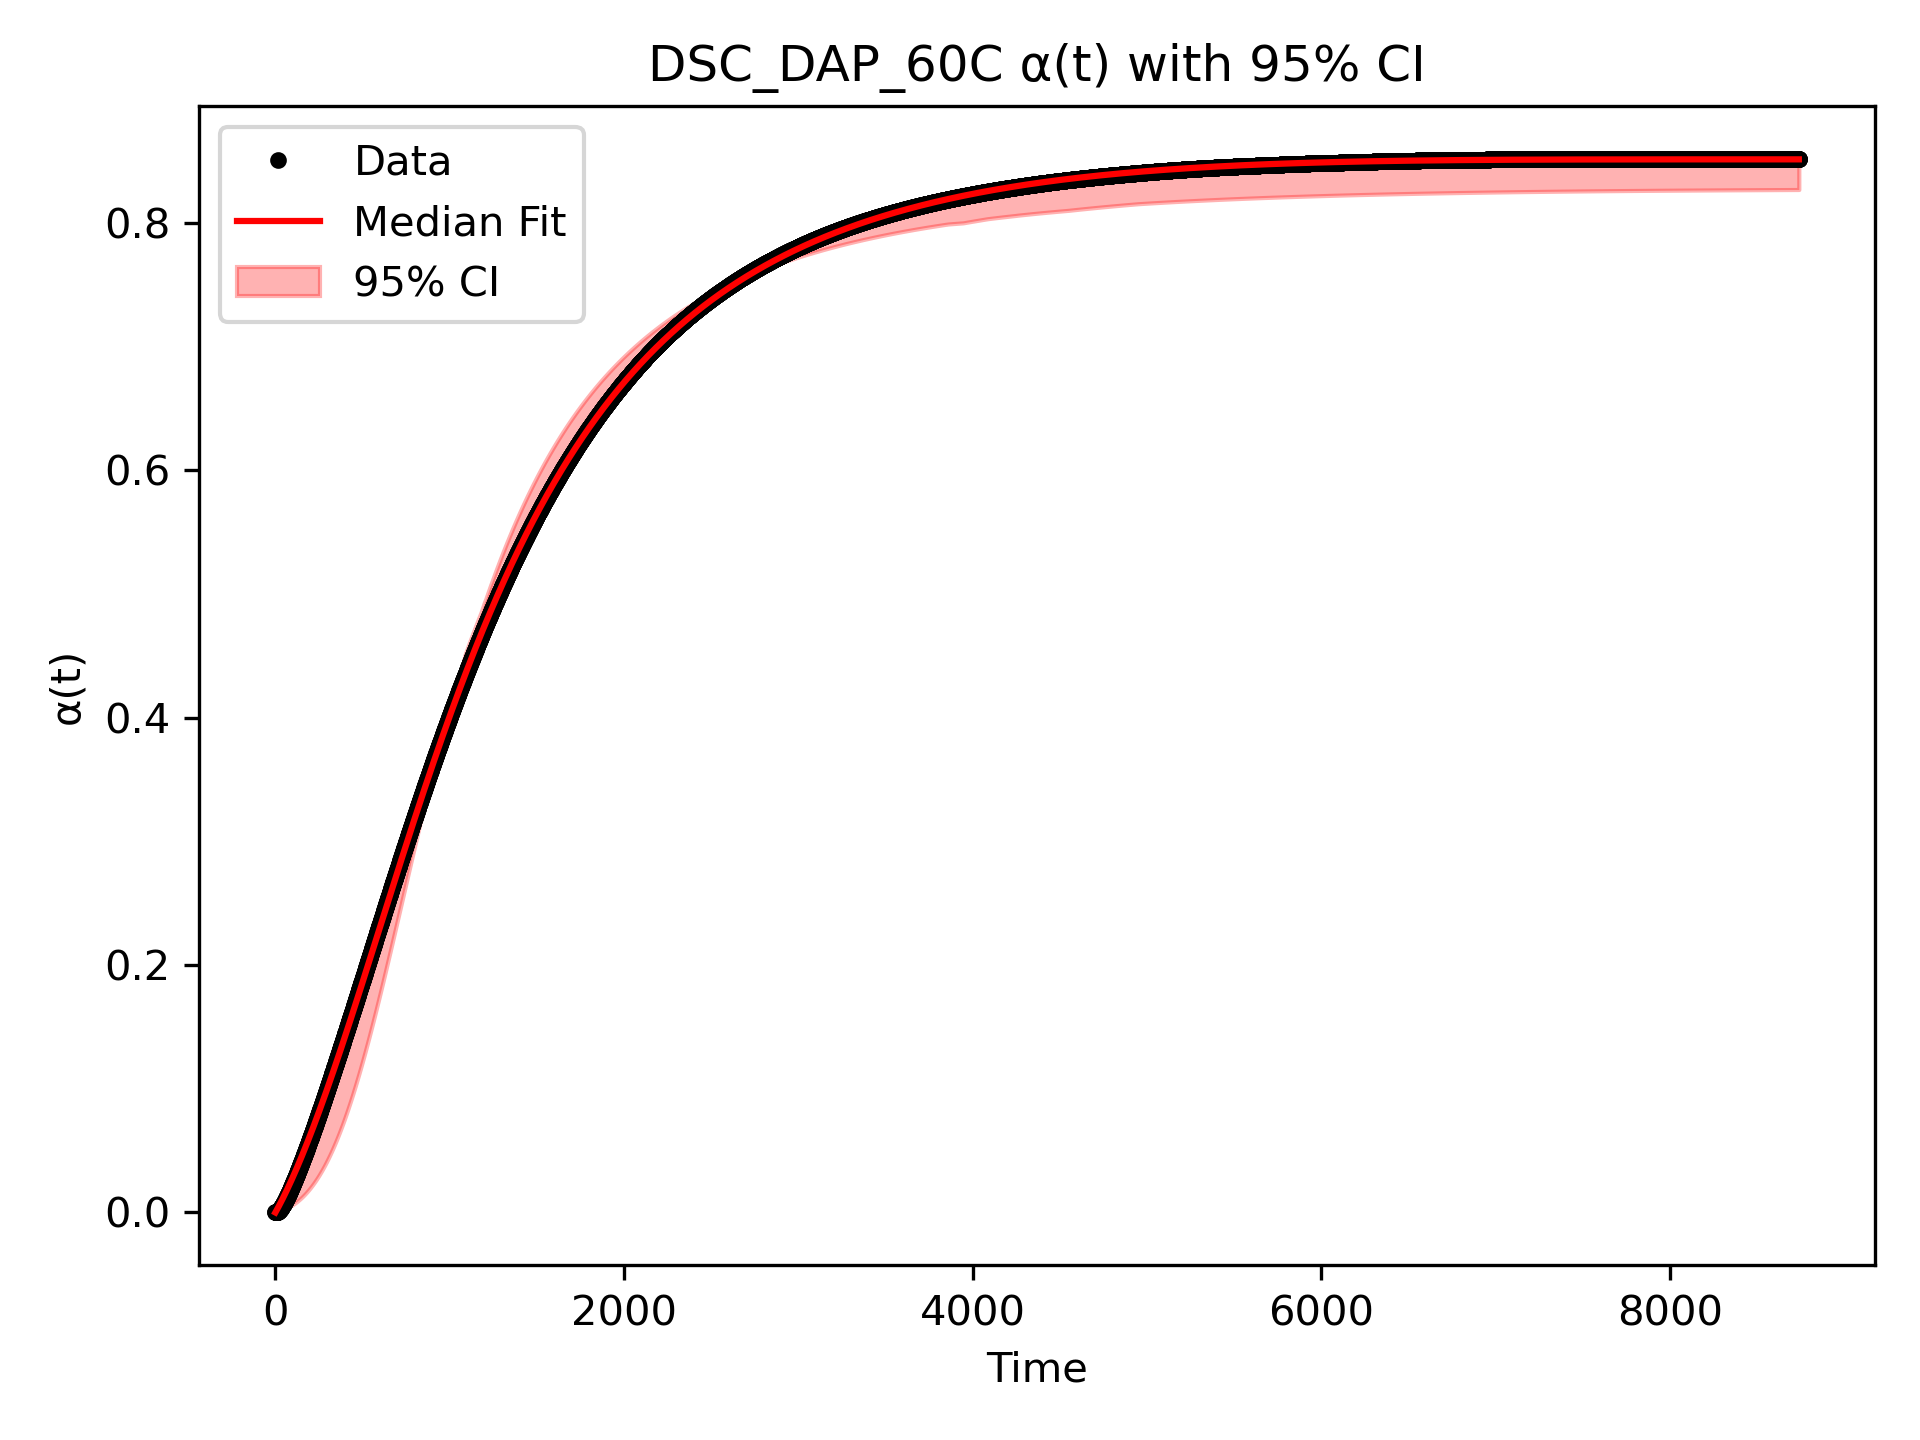 DSC_DAP_60C α(t) with 95% CI
Data
Median Fit
95% CI
0.8
0.6
0.4
0.2
0.0
α(t)
0 2000 4000 6000 8000
Time